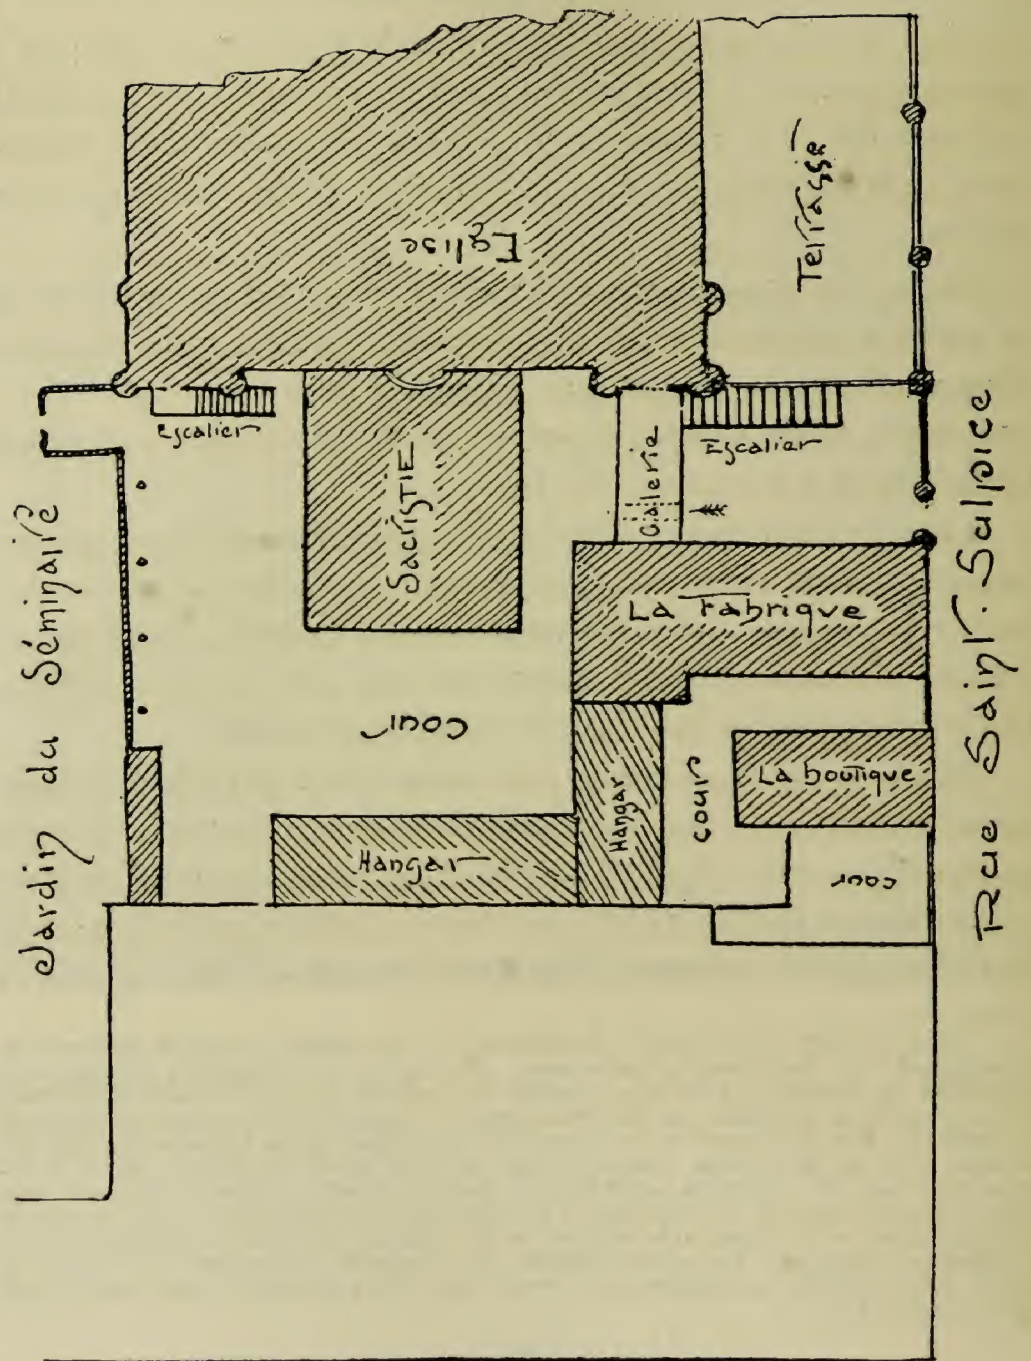 Eglise
Terrasse
Escalier
Sacristie
Galerie
Escalier
Jardin du Séminaire
Rue Saint-Sulpice
La Fabrique
cour
Hangar
cour
La boutique
Hangar
cour